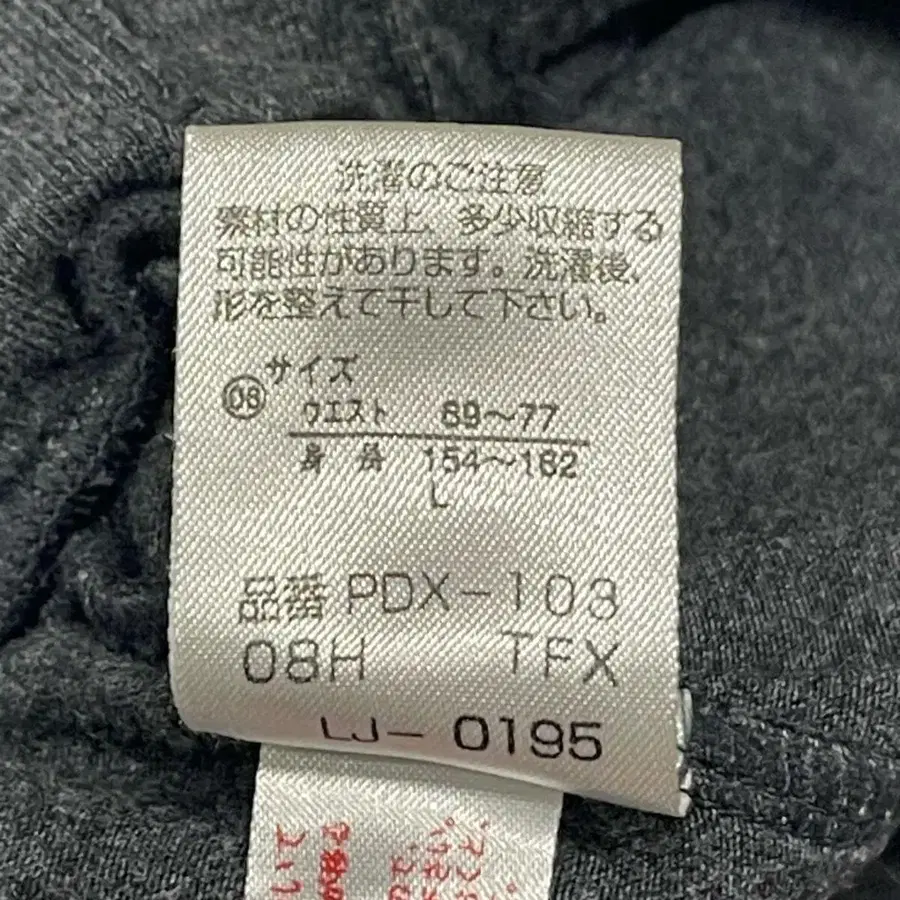 洗濯のご注意
素材の性質上、多少収縮する
可能性があります。洗濯後、
形を整えて干して下さい。
サイズ
08
ウエスト 69〜77
身長 154〜162
L
品番 PDX-103
08H TFX
LJ-0195